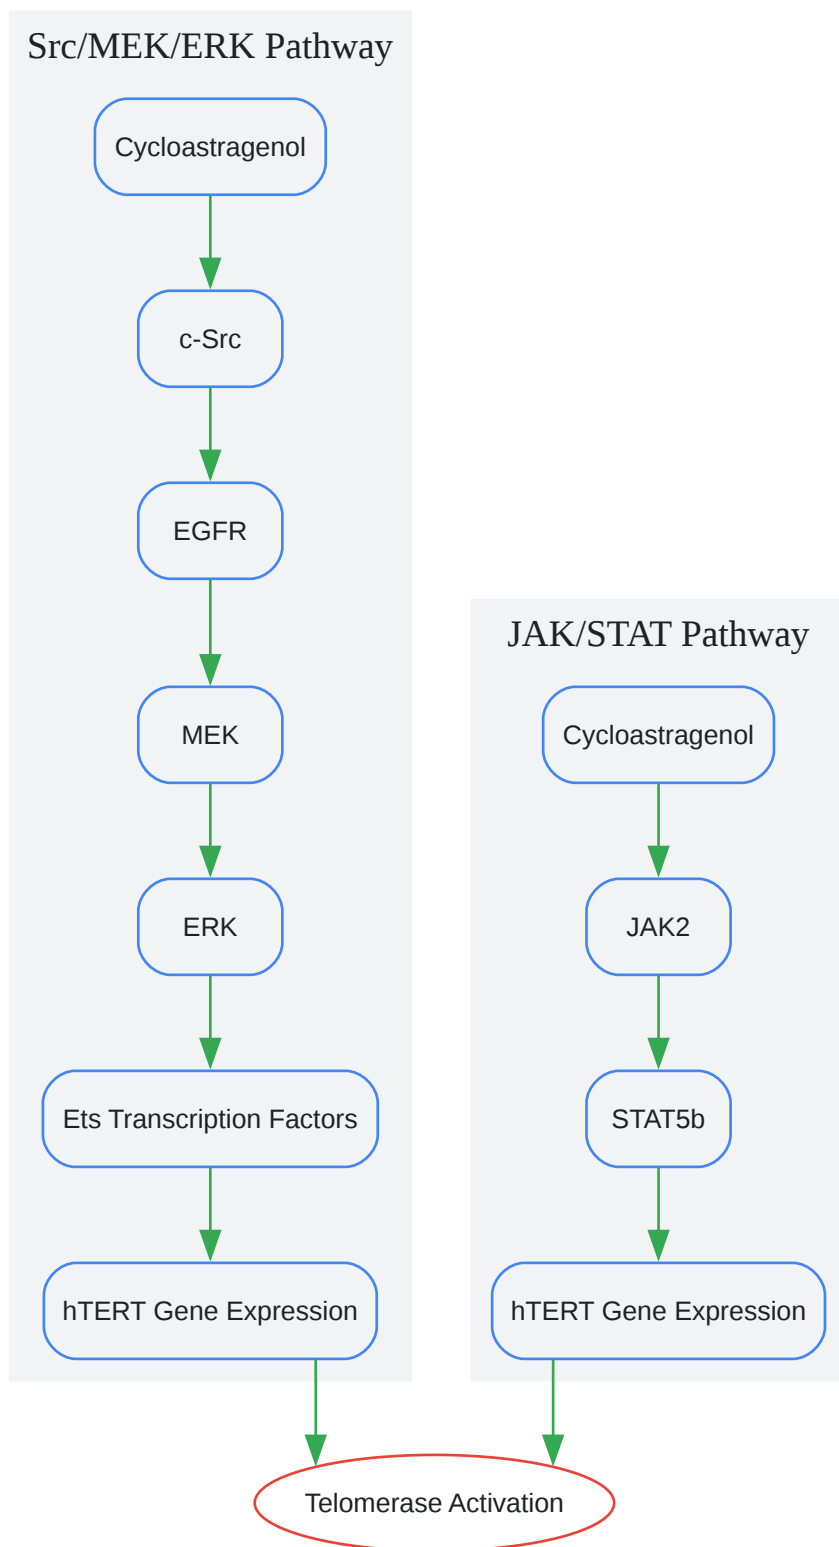 Src/MEK/ERK Pathway
Cycloastragenol
c-Src
EGFR
MEK
ERK
Ets Transcription Factors
hTERT Gene Expression
JAK/STAT Pathway
Cycloastragenol
JAK2
STAT5b
hTERT Gene Expression
Telomerase Activation